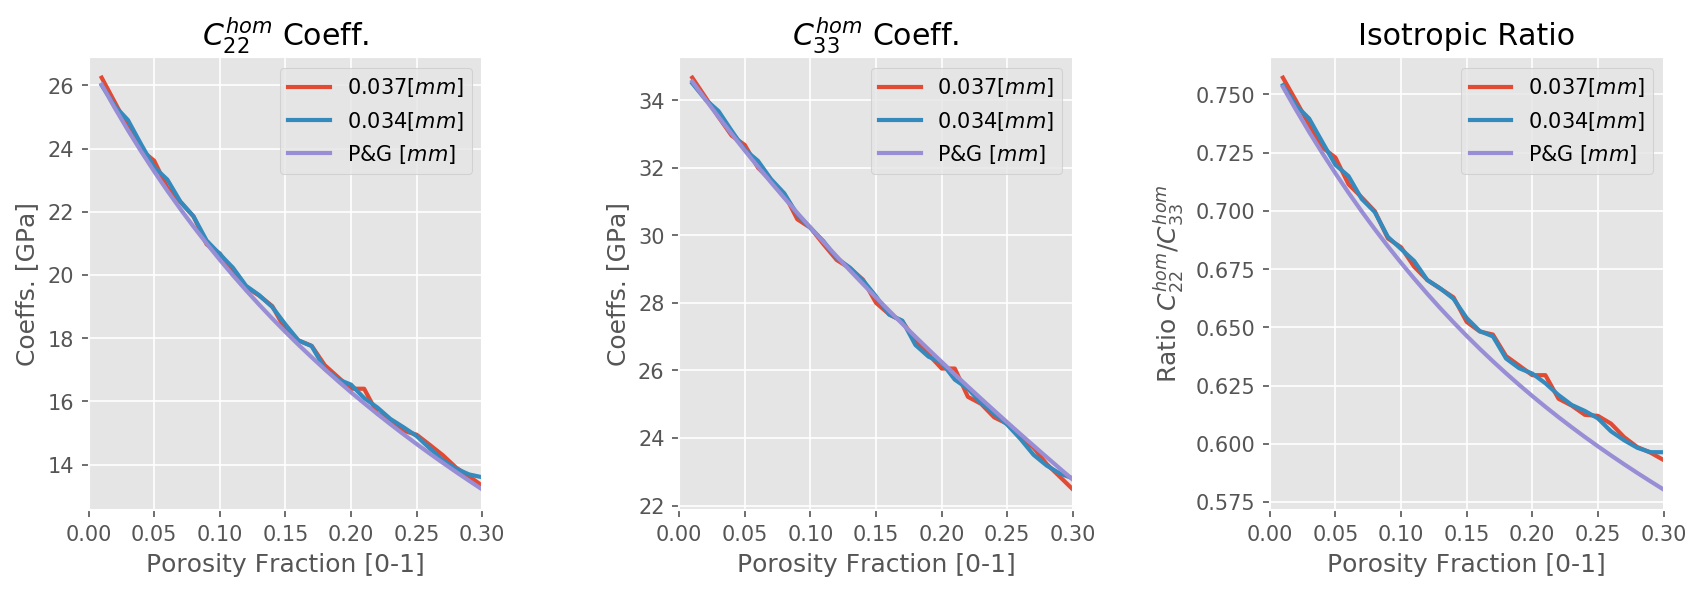 C_{22}^{hom} Coeff.
26
24
22
20
18
16
14
0.00 0.05 0.10 0.15 0.20 0.25 0.30
Coeffs. [GPa]
Porosity Fraction [0-1]
0.037[mm]
0.034[mm]
P&G [mm]
C_{33}^{hom} Coeff.
34
32
30
28
26
24
22
0.00 0.05 0.10 0.15 0.20 0.25 0.30
Coeffs. [GPa]
Porosity Fraction [0-1]
0.037[mm]
0.034[mm]
P&G [mm]
Isotropic Ratio
0.750
0.725
0.700
0.675
0.650
0.625
0.600
0.575
0.00 0.05 0.10 0.15 0.20 0.25 0.30
Ratio C_{22}^{hom}/C_{33}^{hom}
Porosity Fraction [0-1]
0.037[mm]
0.034[mm]
P&G [mm]